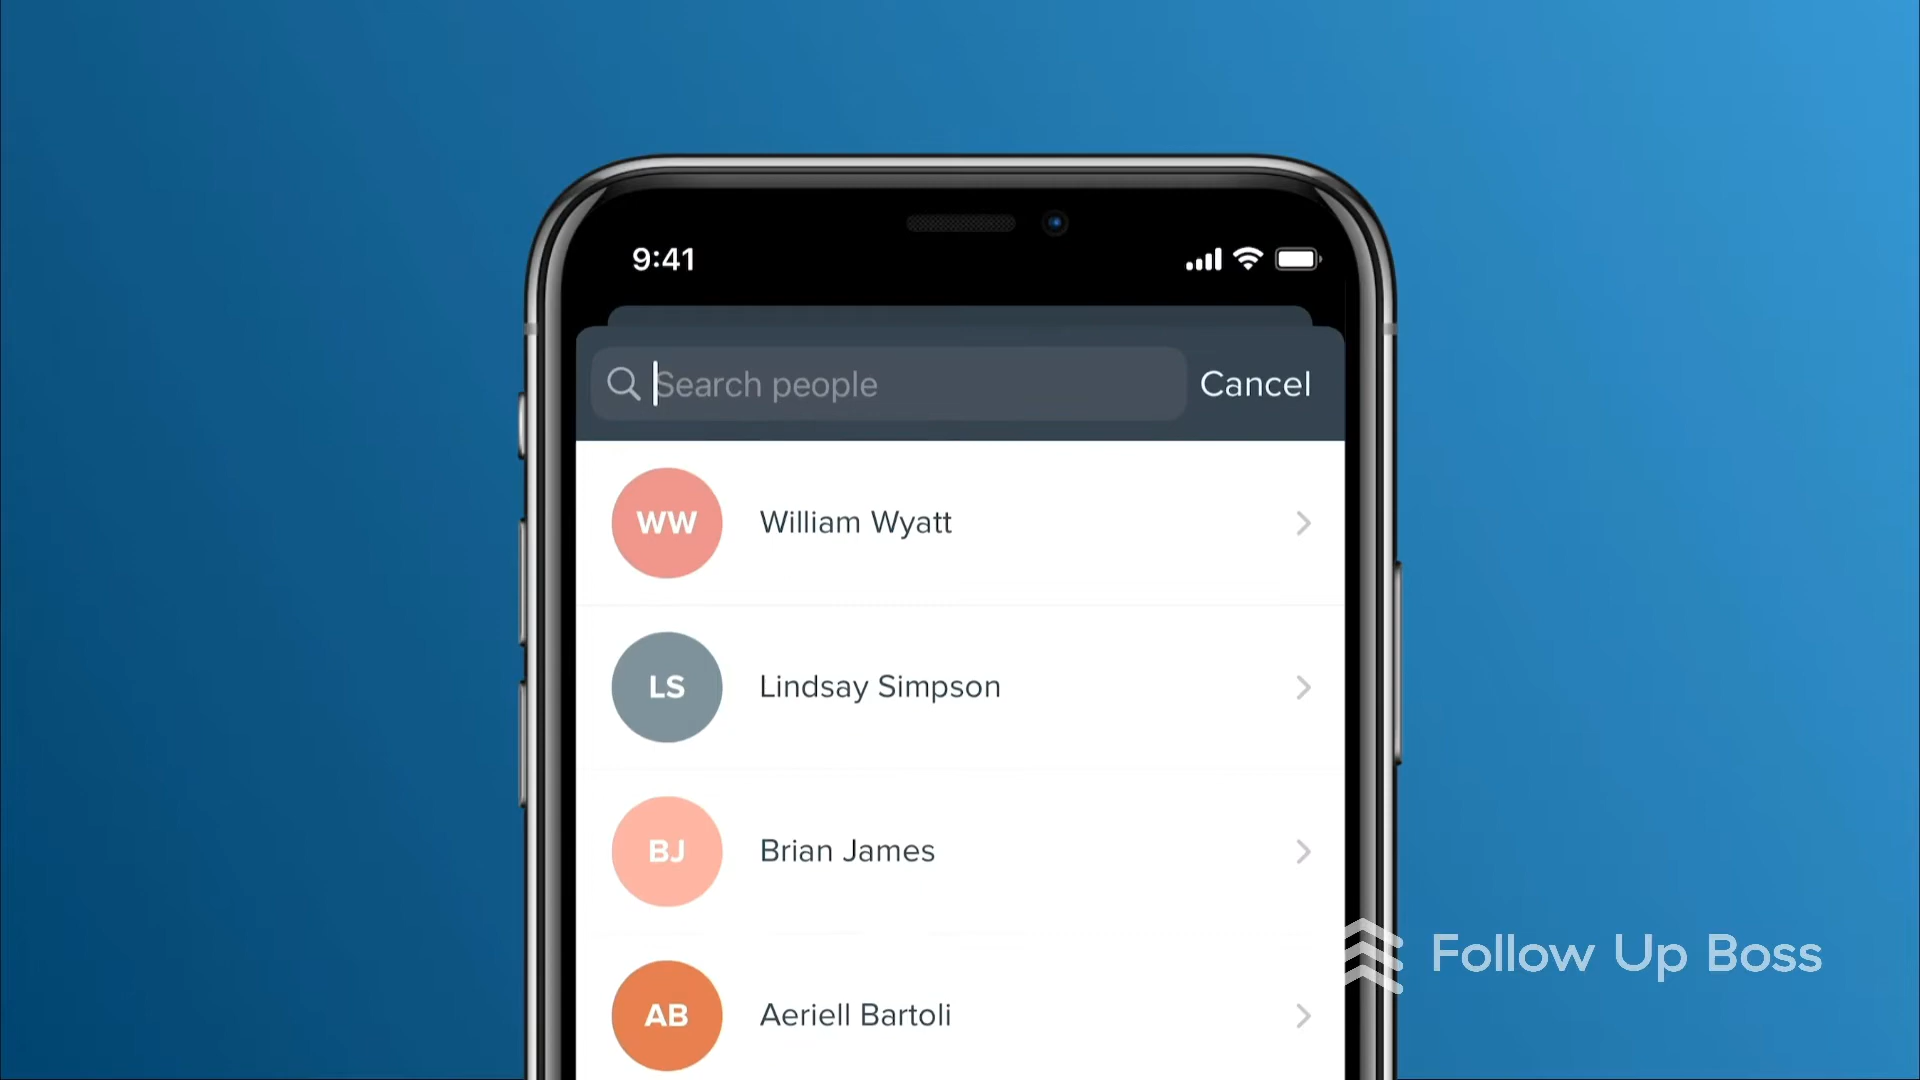 9:41
Search people
Cancel
WW
William Wyatt
LS
Lindsay Simpson
BJ
Brian James
AB
Aeriell Bartoli
Follow Up Boss